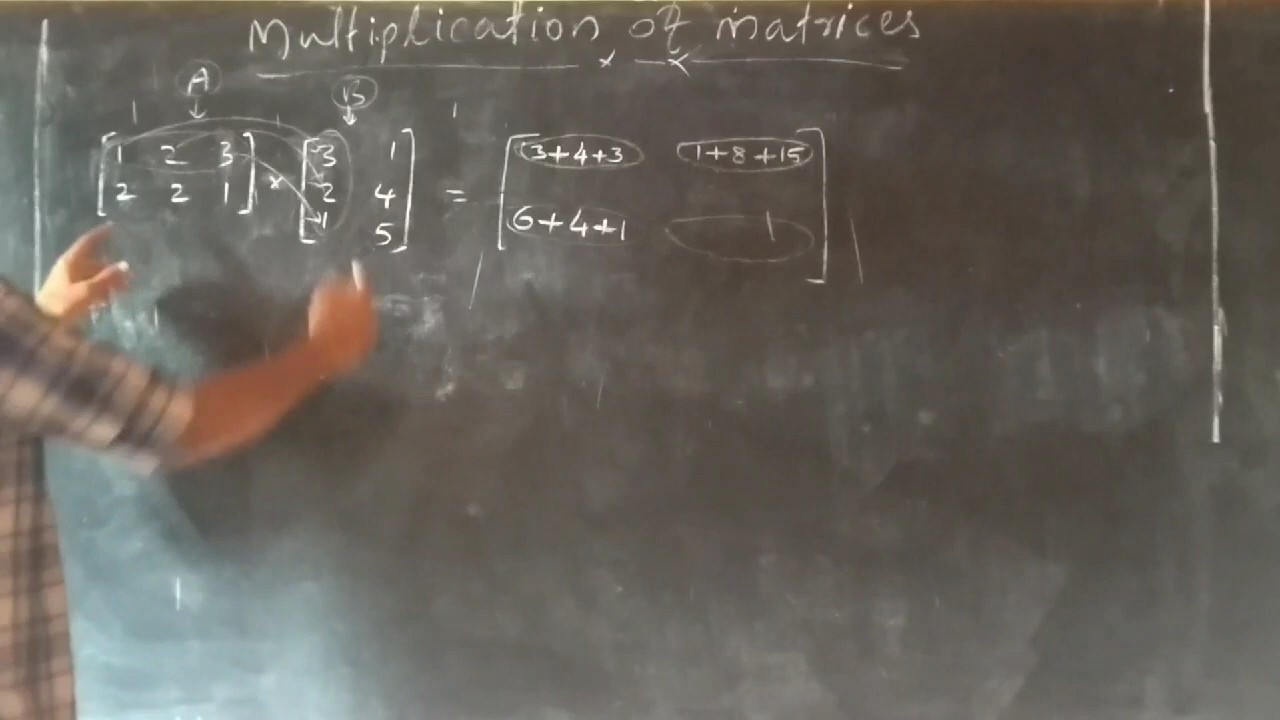 Multiplication of matrices
A B
[1 2 3] × [3 1] = [3+4+3 1+8+15]
[2 2 1] [2 4] [6+4+1]
[1 5]